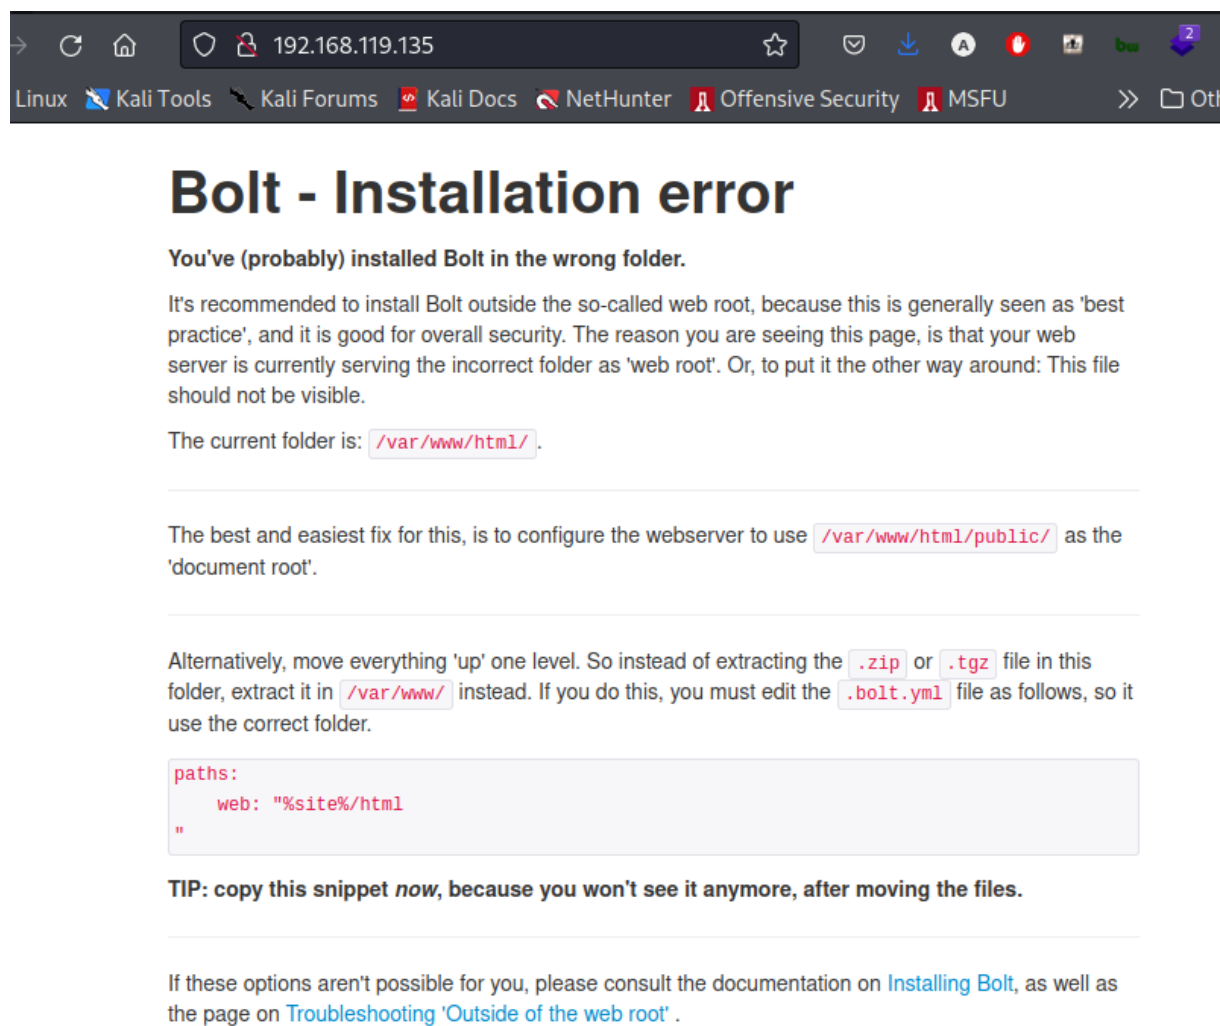 192.168.119.135
2
Linux Kali Tools Kali Forums Kali Docs NetHunter Offensive Security MSFU Oth
Bolt - Installation error
You've (probably) installed Bolt in the wrong folder.
It's recommended to install Bolt outside the so-called web root, because this is generally seen as 'best
practice', and it is good for overall security. The reason you are seeing this page, is that your web
server is currently serving the incorrect folder as 'web root'. Or, to put it the other way around: This file
should not be visible.
The current folder is: /var/www/html/ .
The best and easiest fix for this, is to configure the webserver to use /var/www/html/public/ as the
'document root'.
Alternatively, move everything 'up' one level. So instead of extracting the .zip or .tgz file in this
folder, extract it in /var/www/ instead. If you do this, you must edit the .bolt.yml file as follows, so it
use the correct folder.
paths:
web: "%site%/html
"
TIP: copy this snippet now, because you won't see it anymore, after moving the files.
If these options aren't possible for you, please consult the documentation on Installing Bolt, as well as
the page on Troubleshooting 'Outside of the web root' .